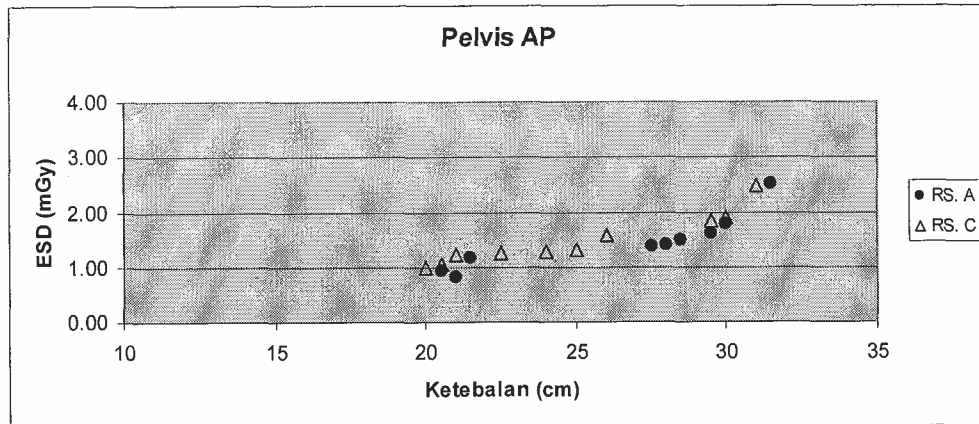 Pelvis AP
ESD (mGy)
4.00
3.00
2.00
1.00
0.00
10 15 20 25 30 35
Ketebalan (cm)
RS. A
RS. C